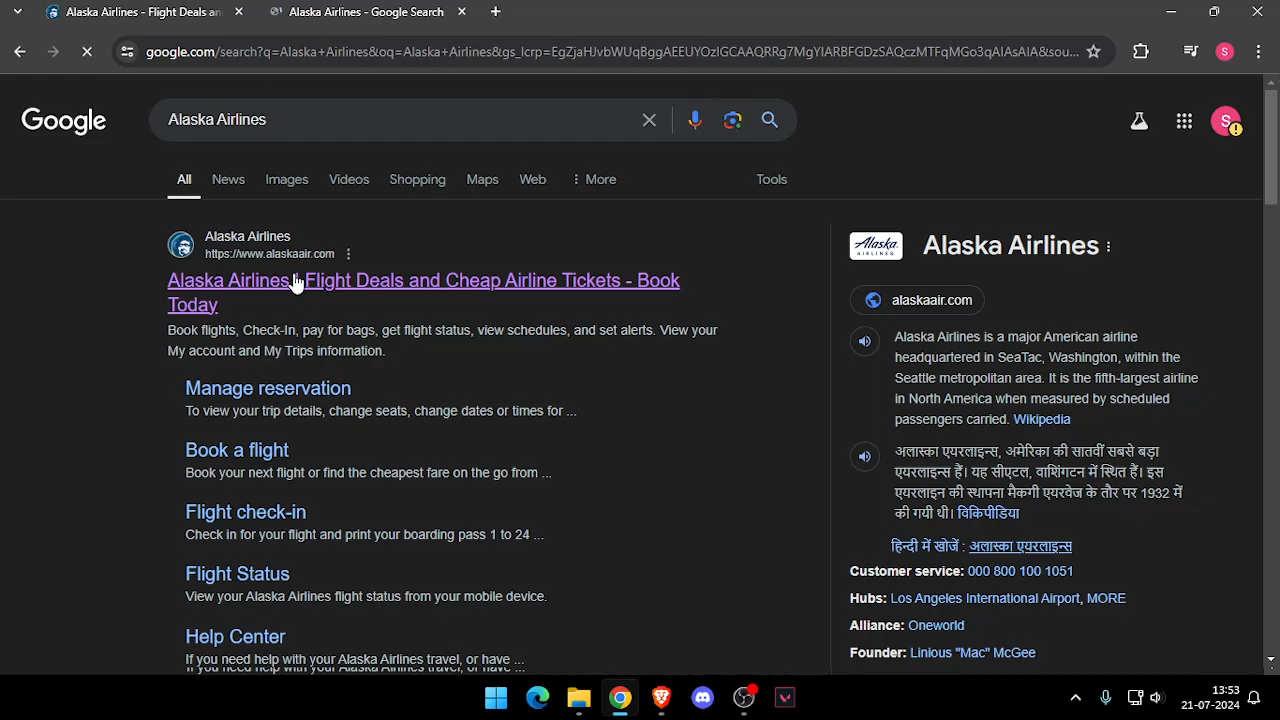 Alaska Airlines - Flight Deals an
Alaska Airlines - Google Search
google.com/search?q=Alaska+Airlines&oq=Alaska+Airlines&gs_lcrp=EgZjaHJvbWUqBggAEEUYOzIGCAAQRRg7MgYIARBFGDzSAQczMTFqMGo3qAIAsAIA&sou...
S
Google
Alaska Airlines
S
All
News
Images
Videos
Shopping
Maps
Web
More
Tools
Alaska Airlines
https://www.alaskaair.com
Alaska Airlines - Flight Deals and Cheap Airline Tickets - Book
Today
Book flights, Check-In, pay for bags, get flight status, view schedules, and set alerts. View your
My account and My Trips information.
Manage reservation
To view your trip details, change seats, change dates or times for ...
Book a flight
Book your next flight or find the cheapest fare on the go from ...
Flight check-in
Check in for your flight and print your boarding pass 1 to 24 ...
Flight Status
View your Alaska Airlines flight status from your mobile device.
Help Center
If you need help with your Alaska Airlines travel, or have ...
Alaska
AIRLINES
Alaska Airlines
alaskaair.com
Alaska Airlines is a major American airline
headquartered in SeaTac, Washington, within the
Seattle metropolitan area. It is the fifth-largest airline
in North America when measured by scheduled
passengers carried. Wikipedia
अलास्का एयरलाइन्स, अमेरिका की सातवीं सबसे बड़ा
एयरलाइन्स हैं। यह सीएटल, वाशिंगटन में स्थित हैं। इस
एयरलाइन की स्थापना मैकगी एयरवेज के तौर पर 1932 में
की गयी थी। विकिपीडिया
हिन्दी में खोजें : अलास्का एयरलाइन्स
Customer service: 000 800 100 1051
Hubs: Los Angeles International Airport, MORE
Alliance: Oneworld
Founder: Linious "Mac" McGee
13:53
21-07-2024